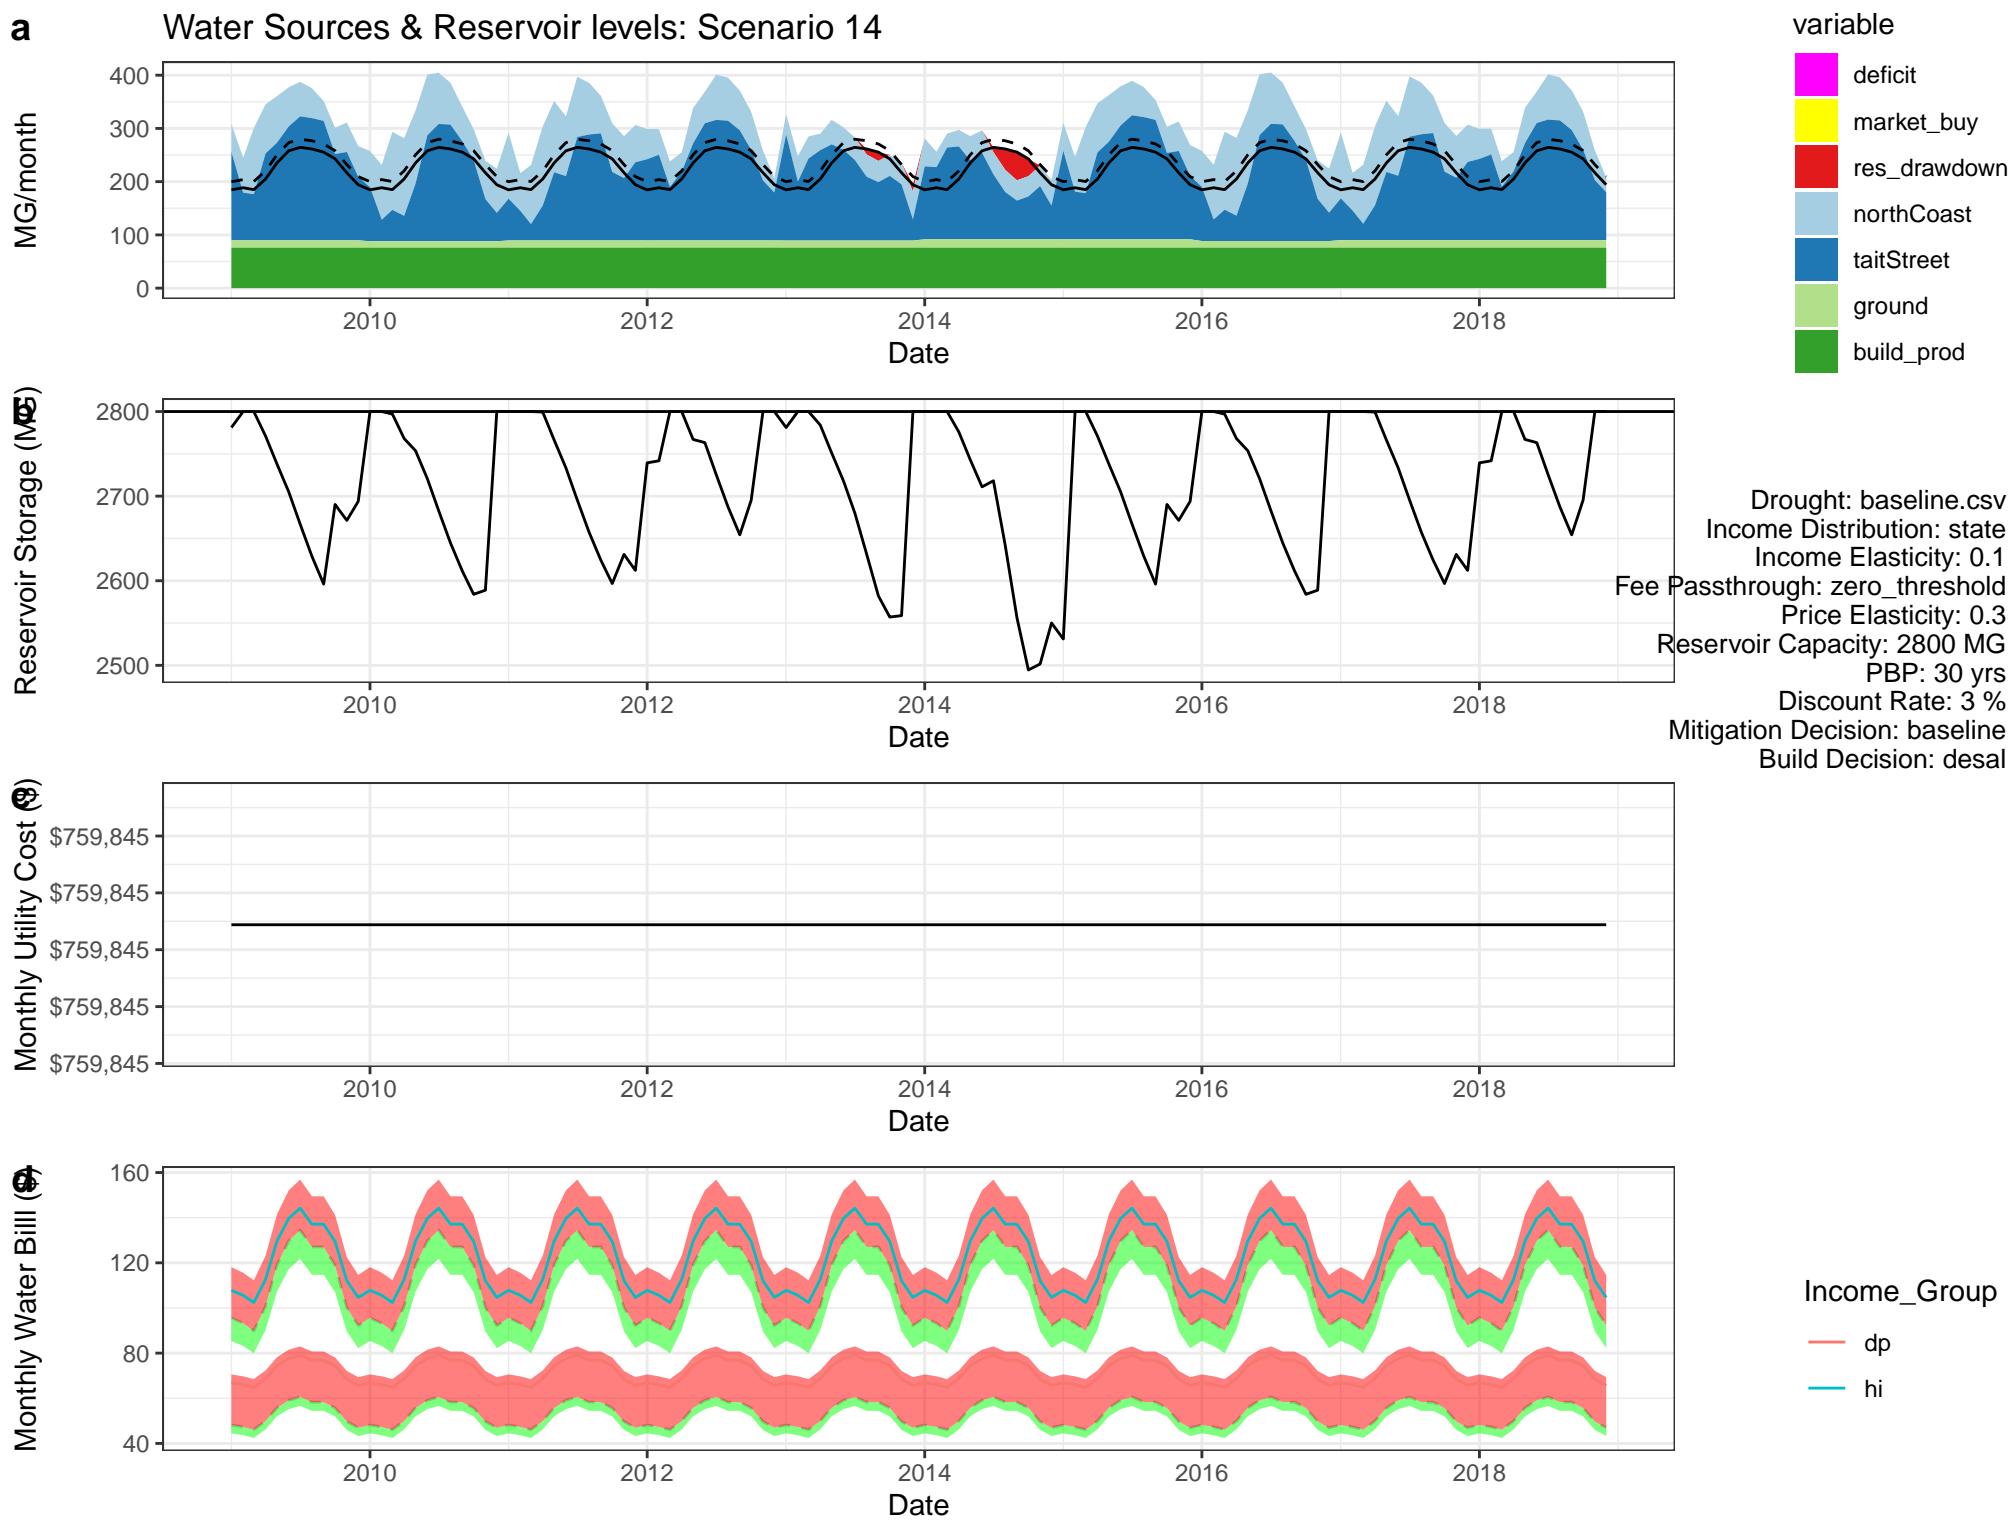 a
Water Sources & Reservoir levels: Scenario 14
MG/month
400
300
200
100
0
2010
2012
2014
2016
2018
Date
variable
deficit
market_buy
res_drawdown
northCoast
taitStreet
ground
build_prod
b
Reservoir Storage (MG)
2800
2700
2600
2500
2010
2012
2014
2016
2018
Date
Drought: baseline.csv
Income Distribution: state
Income Elasticity: 0.1
Fee Passthrough: zero_threshold
Price Elasticity: 0.3
Reservoir Capacity: 2800 MG
PBP: 30 yrs
Discount Rate: 3 %
Mitigation Decision: baseline
Build Decision: desal
c
Monthly Utility Cost ($)
$759,845
$759,845
$759,845
$759,845
$759,845
2010
2012
2014
2016
2018
Date
d
Monthly Water Bill ($)
160
120
80
40
2010
2012
2014
2016
2018
Date
Income_Group
dp
hi